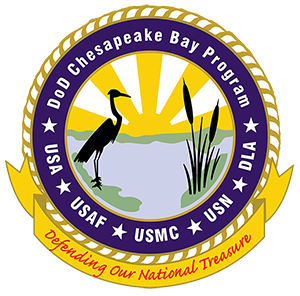 DoD Chesapeake Bay Program
USA ★ USAF ★ USMC ★ USN ★ DLA
Defending Our National Treasure